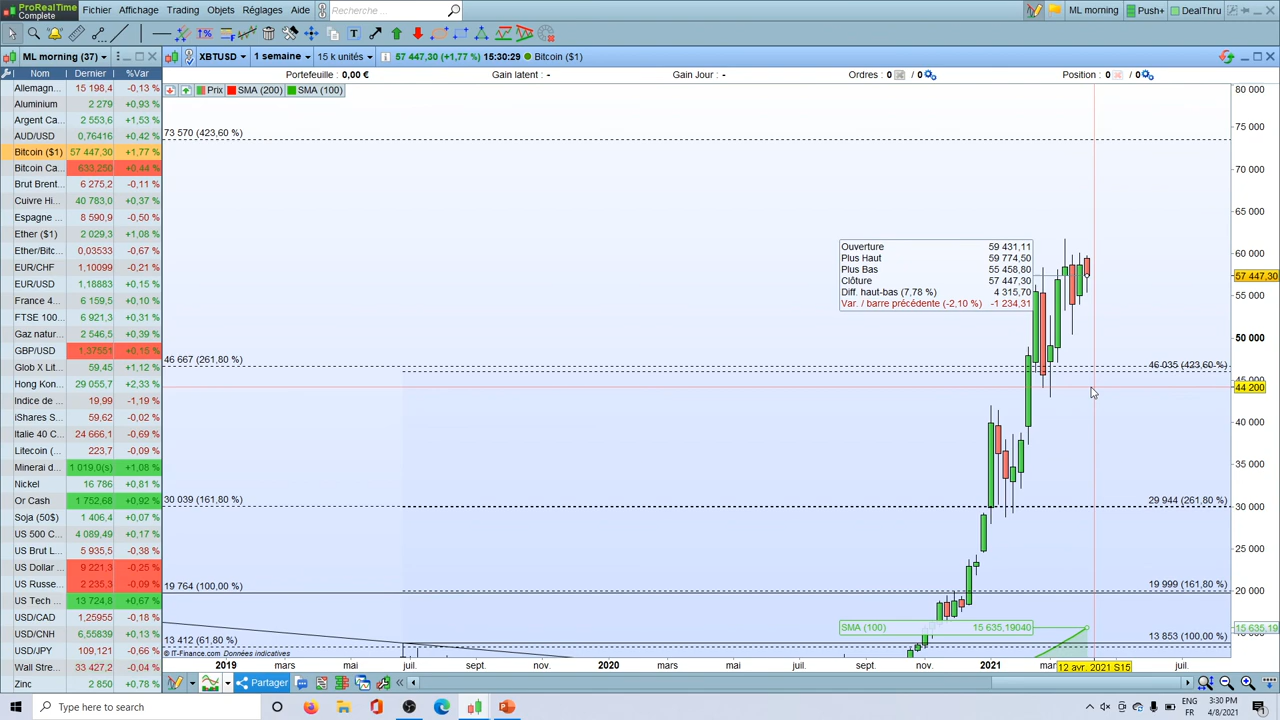 ProRealTime
Complete
Fichier Affichage Trading Objets Réglages Aide Recherche ... ML morning Push+ DealThru
ML morning (37) XBTUSD 1 semaine 15 k unités 57 447,30 (+1,77 %) 15:30:29 Bitcoin ($1)
Nom Dernier %Var
Portefeuille : 0,00 € Gain latent : - Gain Jour : - Ordres : 0 / 0 Position : 0 / 0
Prix SMA (200) SMA (100)
Allemagn... 15 198,4 -0,13 %
Aluminium 2 279 +0,93 %
Argent Ca... 2 553,6 +1,53 %
AUD/USD 0,76416 +0,42 %
Bitcoin ($1) 57 447,30 +1,77 %
Bitcoin Ca... 633.250 +0.44 %
Brut Brent... 6 275,2 -0,11 %
Cuivre Hi... 40 783,0 +0,37 %
Espagne ... 8 590,9 -0,50 %
Ether ($1) 2 029,3 +1,08 %
Ether/Bitc... 0,03533 -0,67 %
EUR/CHF 1,10099 -0,21 %
EUR/USD 1,18883 +0,15 %
France 4... 6 159,5 +0,10 %
FTSE 100... 6 921,3 +0,31 %
Gaz natur... 2 546,5 +0,39 %
GBP/USD 1,37551 +0,15 %
Glob X Lit... 59,45 +1,12 %
Hong Kon... 29 055,7 +2,33 %
Indice de ... 19,99 -1,19 %
iShares S... 59,62 -0,02 %
Italie 40 C... 24 666,1 -0,69 %
Litecoin (... 223,7 -0,09 %
Minerai d... 1 019,0(s) +1,08 %
Nickel 16 786 +0,81 %
Or Cash 1 752,68 +0,92 %
Soja (50$) 1 406,4 +0,07 %
US 500 C... 4 089,49 +0,17 %
US Brut L... 5 935,5 -0,38 %
US Dollar ... 9 221,3 -0,25 %
US Russe... 2 235,3 -0,09 %
US Tech ... 13 724,8 +0,67 %
USD/CAD 1,25955 -0,18 %
USD/CNH 6,55839 +0,13 %
USD/JPY 109,121 -0,66 %
Wall Stre... 33 427,2 -0,04 %
Zinc 2 850 +0,78 %
73 570 (423,60 %)
Ouverture 59 431,11
Plus Haut 59 774,50
Plus Bas 55 458,80
Clôture 57 447,30
Diff. haut-bas (7,78 %) 4 315,70
Var. / barre précédente (-2,10 %) -1 234,31
46 667 (261,80 %)
46 035 (423,60 %)
30 039 (161,80 %)
29 944 (261,80 %)
19 764 (100,00 %)
19 999 (161,80 %)
SMA (100) 15 635,19040
13 412 (61,80 %)
13 853 (100,00 %)
© IT-Finance.com Données indicatives
80 000
75 000
70 000
65 000
60 000
57 447,30
55 000
50 000
45 000
44 200
40 000
35 000
30 000
25 000
20 000
15 635,19
2019 mars mai juil. sept. nov. 2020 mars mai juil. sept. nov. 2021 12 avr. 2021 S15 juil.
Partager
Type here to search
ENG
FR
3:30 PM
4/8/2021